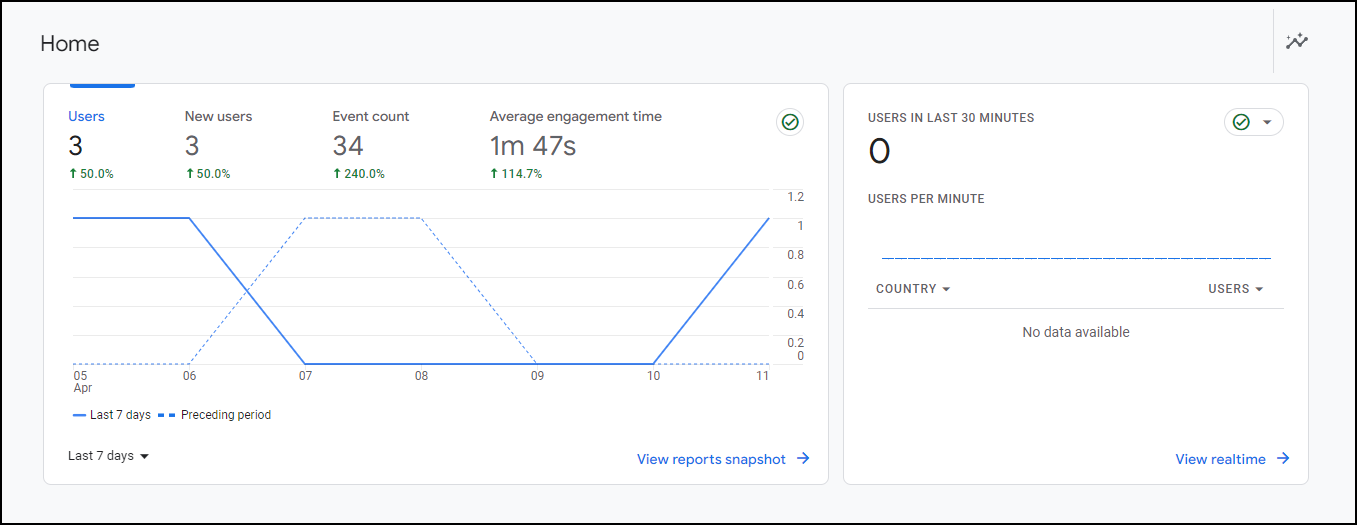 Home
Users New users Event count Average engagement time
3 3 34 1m 47s
↑ 50.0% ↑ 50.0% ↑ 240.0% ↑ 114.7%
1.2
1
0.8
0.6
0.4
0.2
0
05 06 07 08 09 10 11
Apr
Last 7 days Preceding period
Last 7 days
View reports snapshot →
USERS IN LAST 30 MINUTES
0
USERS PER MINUTE
COUNTRY USERS
No data available
View realtime →